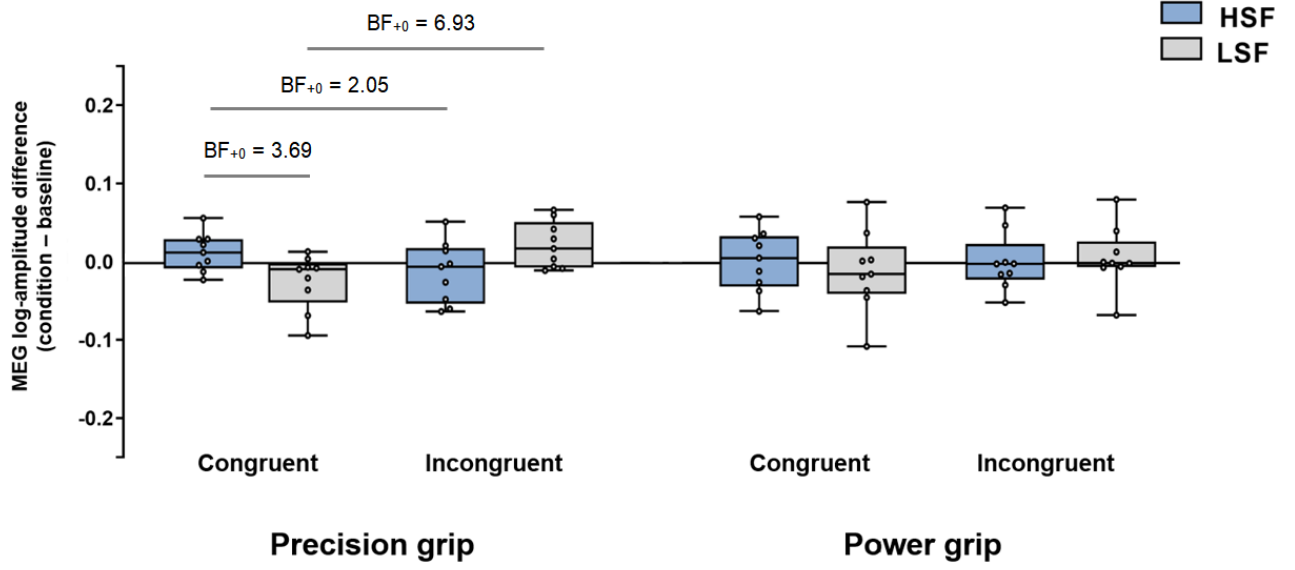 BF₊₀ = 6.93
HSF
LSF
BF₊₀ = 2.05
BF₊₀ = 3.69
MEG log-amplitude difference
(condition – baseline)
0.2
0.1
0.0
-0.1
-0.2
Congruent
Incongruent
Congruent
Incongruent
Precision grip
Power grip